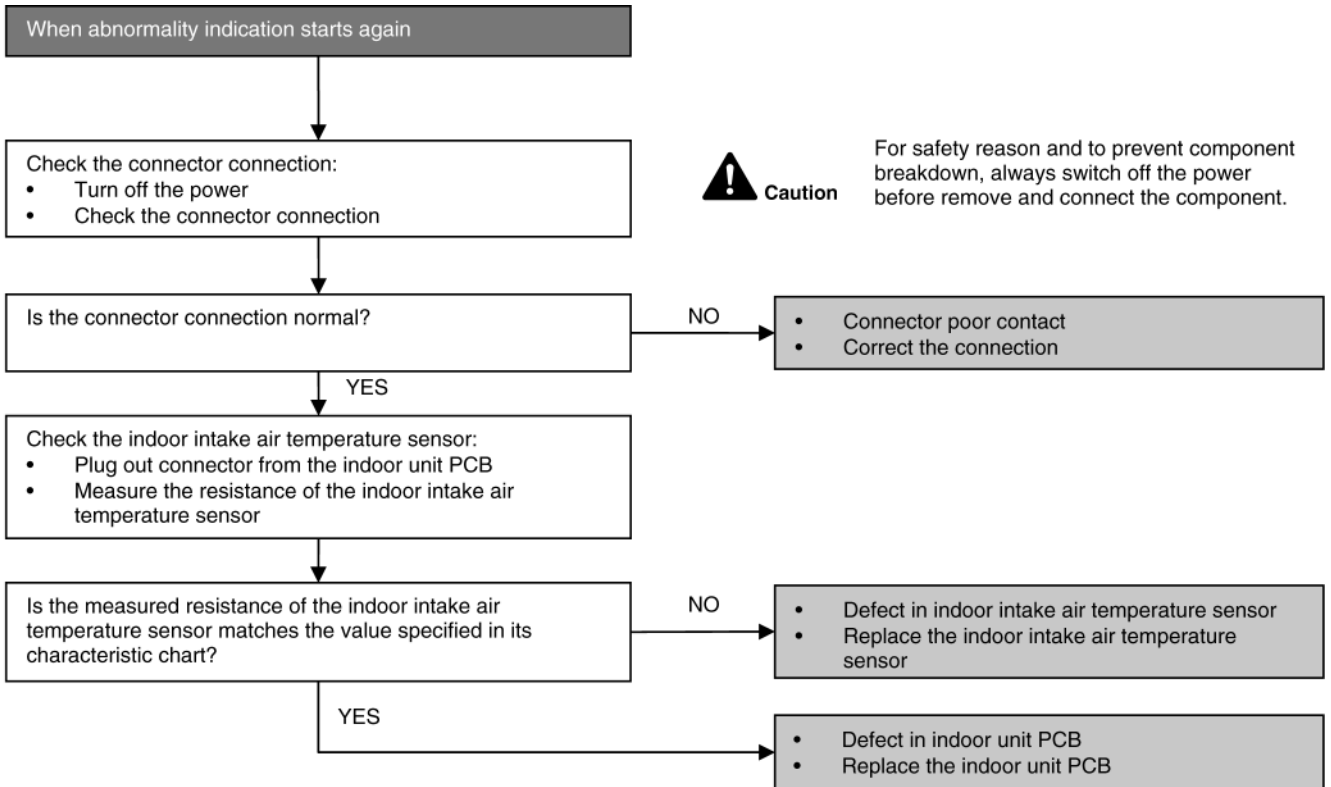 When abnormality indication starts again
Check the connector connection:
• Turn off the power
• Check the connector connection
Caution
For safety reason and to prevent component
breakdown, always switch off the power
before remove and connect the component.
Is the connector connection normal?
NO
• Connector poor contact
• Correct the connection
YES
Check the indoor intake air temperature sensor:
• Plug out connector from the indoor unit PCB
• Measure the resistance of the indoor intake air
temperature sensor
Is the measured resistance of the indoor intake air
temperature sensor matches the value specified in its
characteristic chart?
NO
• Defect in indoor intake air temperature sensor
• Replace the indoor intake air temperature
sensor
YES
• Defect in indoor unit PCB
• Replace the indoor unit PCB